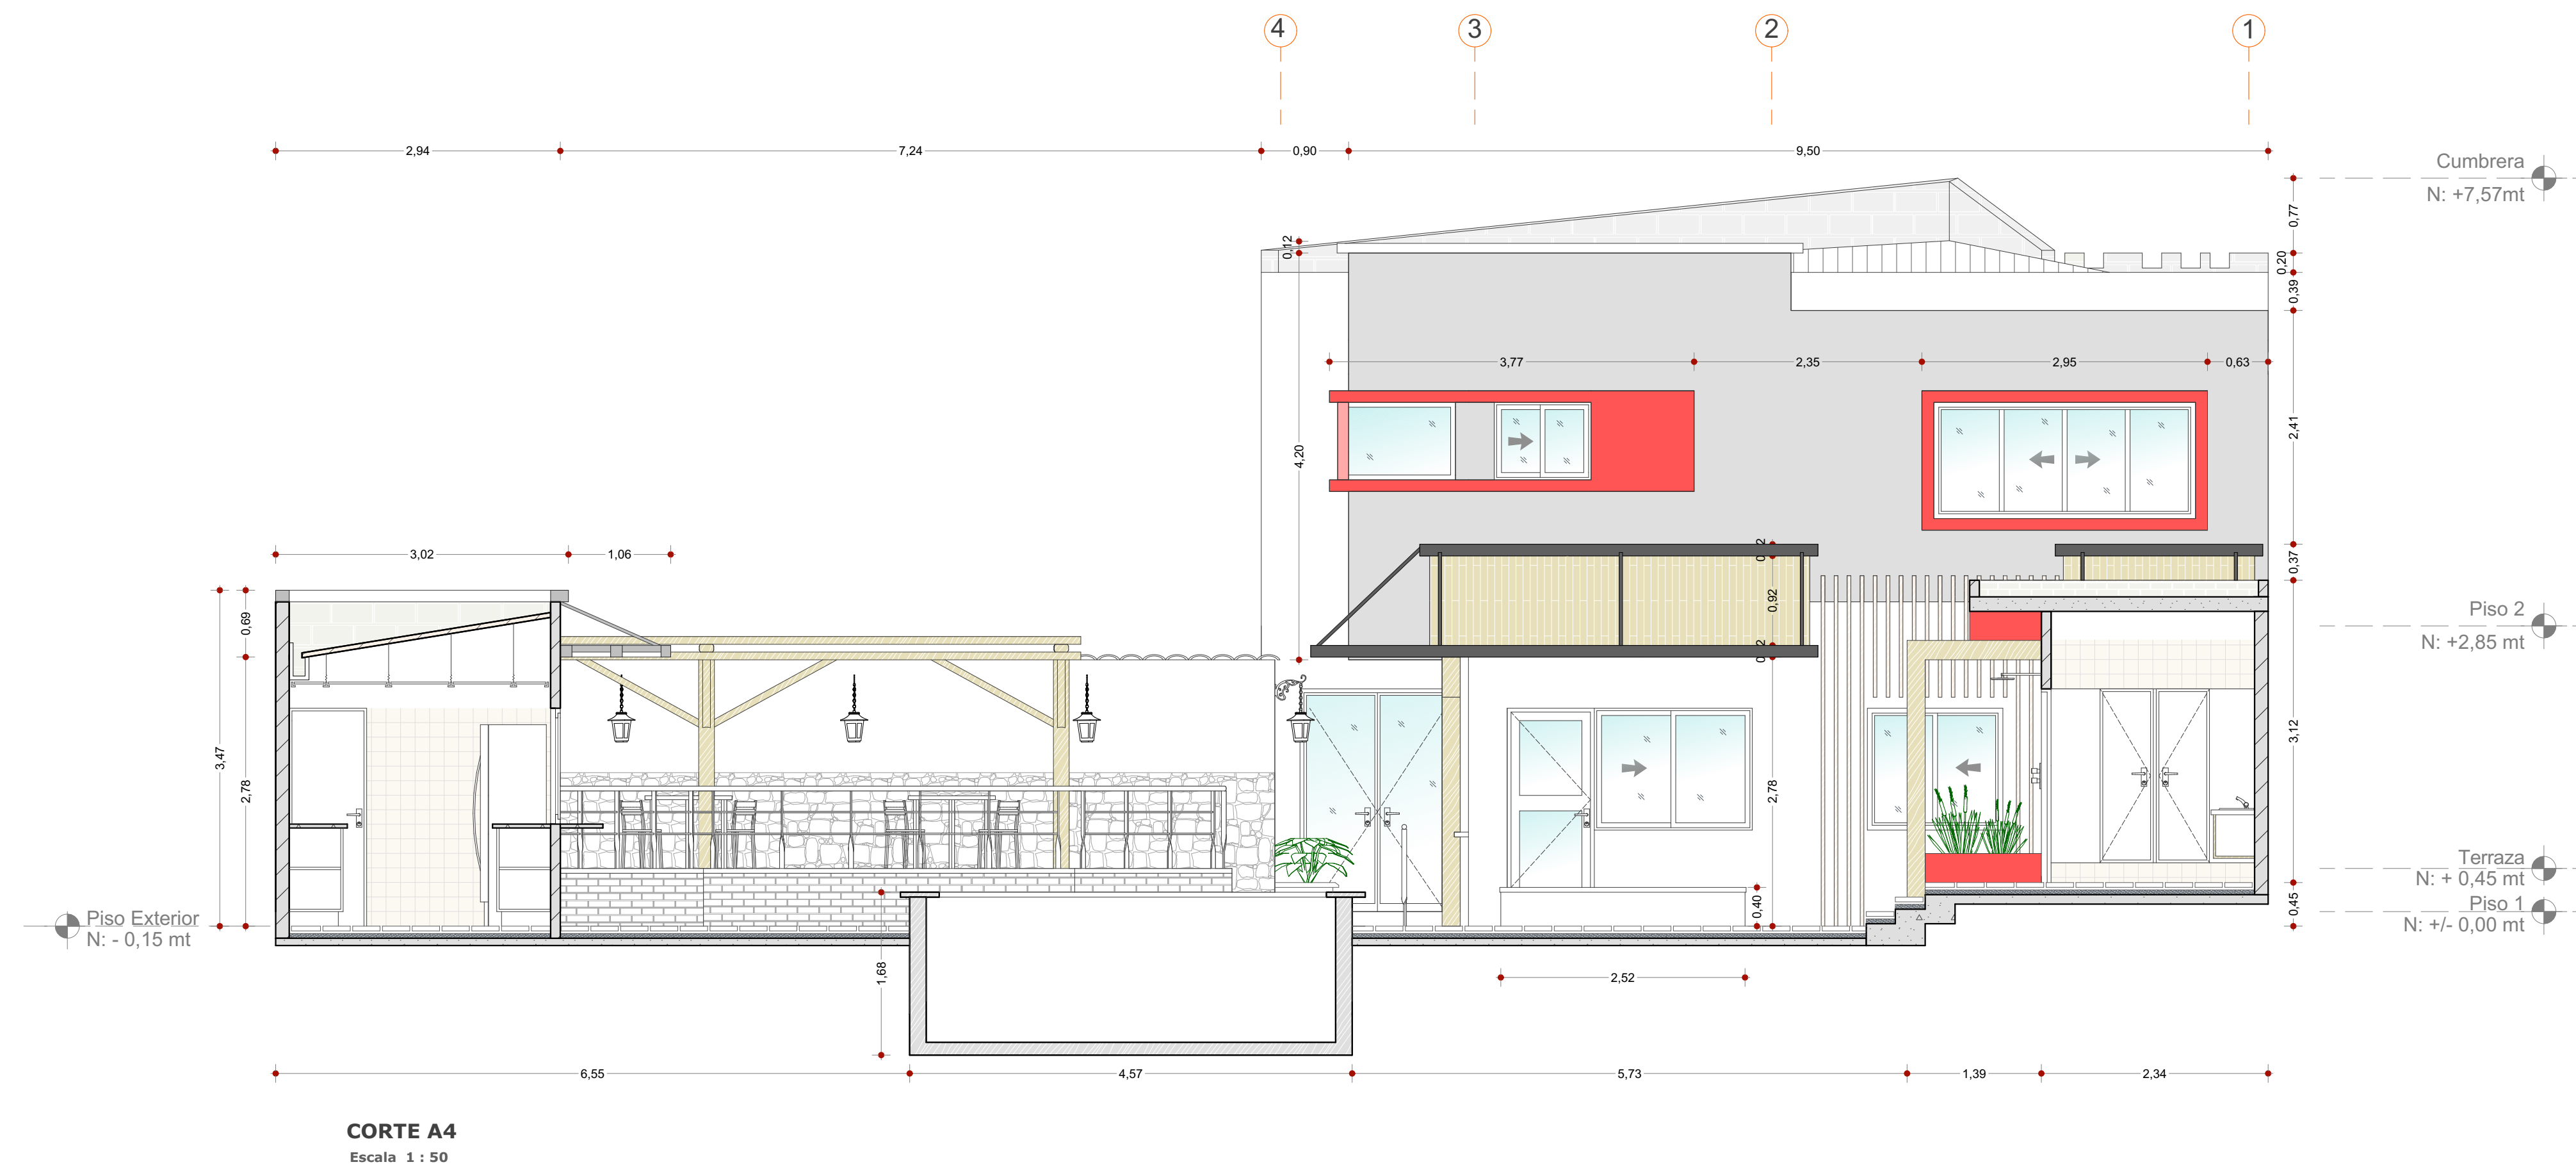 4 3 2 1
2,94 7,24 0,90 9,50
Cumbrera
N: +7,57mt
0,77
0,12
0,20
0,39
3,77 2,35 2,95 0,63
4,20
2,41
3,02 1,06
0,37
0,92
0,69
Piso 2
N: +2,85 mt
3,47
2,78
2,78
3,12
Terraza
N: + 0,45 mt
Piso 1
N: +/- 0,00 mt
0,45
0,40
Piso Exterior
N: - 0,15 mt
1,68
2,52
6,55 4,57 5,73 1,39 2,34
CORTE A4
Escala 1 : 50